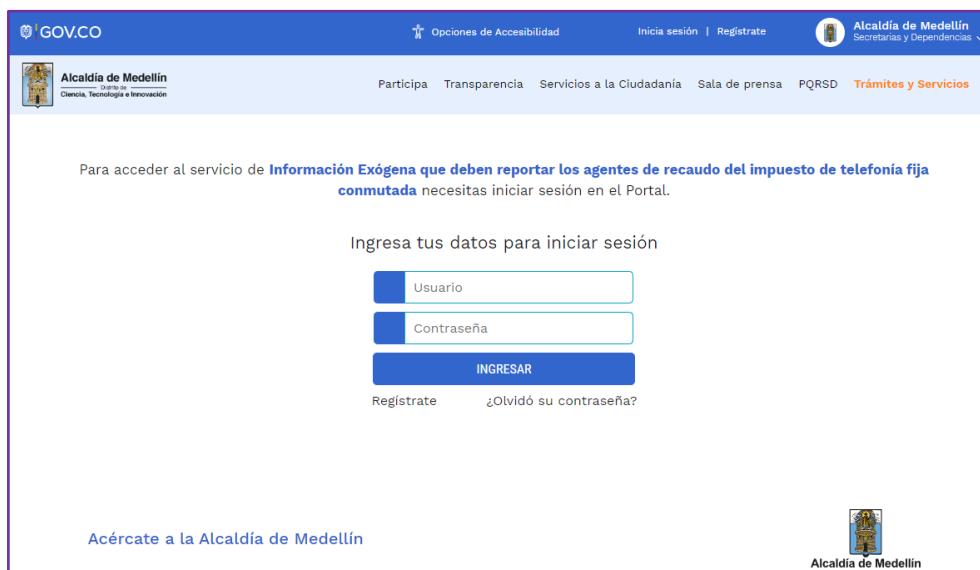 GOV.CO
Opciones de Accesibilidad
Inicia sesión | Regístrate
Alcaldía de Medellín
Secretarías y Dependencias
Alcaldía de Medellín
Distrito de
Ciencia, Tecnología e Innovación
Participa Transparencia Servicios a la Ciudadanía Sala de prensa PQRSD Trámites y Servicios
Para acceder al servicio de Información Exógena que deben reportar los agentes de recaudo del impuesto de telefonía fija
conmutada necesitas iniciar sesión en el Portal.
Ingresa tus datos para iniciar sesión
Usuario
Contraseña
INGRESAR
Regístrate ¿Olvidó su contraseña?
Acércate a la Alcaldía de Medellín
Alcaldía de Medellín